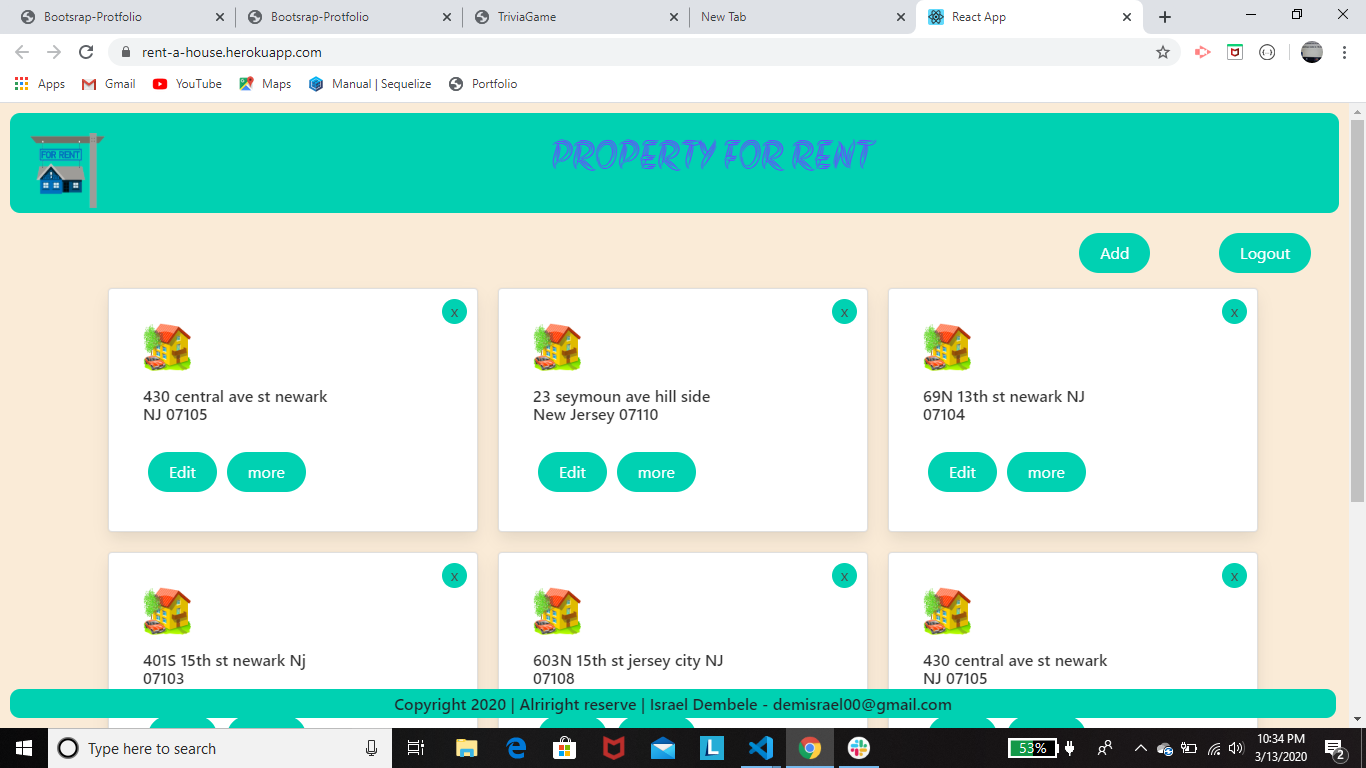 Bootsrap-Protfolio
Bootsrap-Protfolio
TriviaGame
New Tab
React App
rent-a-house.herokuapp.com
Apps
Gmail
YouTube
Maps
Manual | Sequelize
Portfolio
FOR RENT
PROPERTY FOR RENT
Add
Logout
x
430 central ave st newark
NJ 07105
Edit
more
x
23 seymoun ave hill side
New Jersey 07110
Edit
more
x
69N 13th st newark NJ
07104
Edit
more
x
401S 15th st newark Nj
07103
x
603N 15th st jersey city NJ
07108
x
430 central ave st newark
NJ 07105
Copyright 2020 | Alriright reserve | Israel Dembele - demisrael00@gmail.com
Type here to search
L
53%
10:34 PM
3/13/2020
2